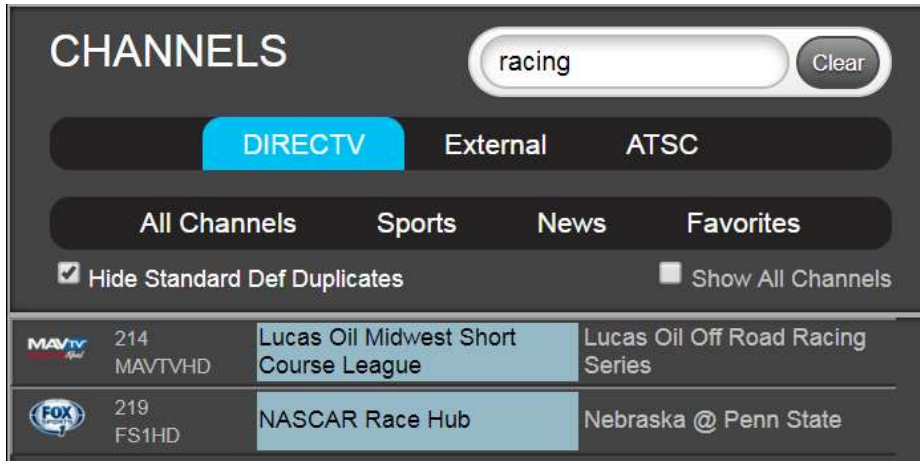 CHANNELS
racing
Clear
DIRECTV External ATSC
All Channels Sports News Favorites
Hide Standard Def Duplicates
Show All Channels
MAVTV
214
MAVTVHD
Lucas Oil Midwest Short
Course League
Lucas Oil Off Road Racing
Series
FOX
SPORTS
1
219
FS1HD
NASCAR Race Hub
Nebraska @ Penn State